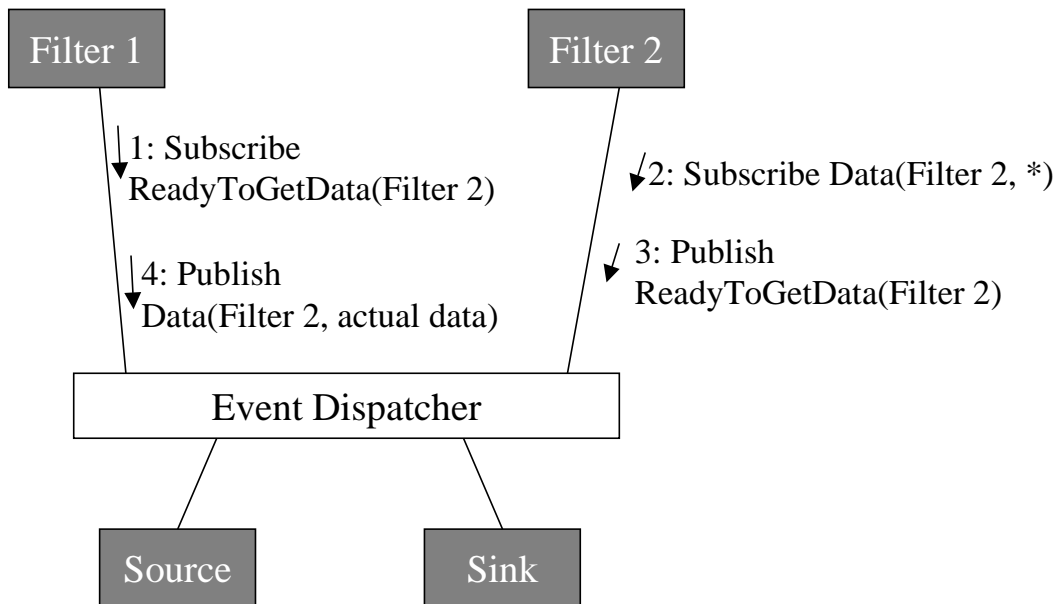 Filter 1
Filter 2
1: Subscribe
ReadyToGetData(Filter 2)
2: Subscribe Data(Filter 2, *)
3: Publish
ReadyToGetData(Filter 2)
4: Publish
Data(Filter 2, actual data)
Event Dispatcher
Source
Sink